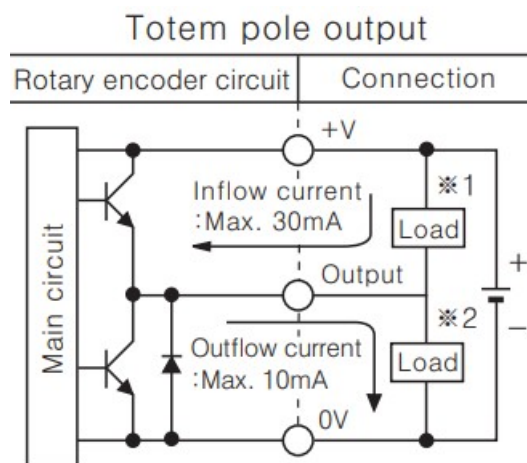 Totem pole output
Rotary encoder circuit
Connection
Main circuit
+V
※1
Inflow current
:Max. 30mA
Load
+
Output
※2
−
Outflow current
:Max. 10mA
Load
0V